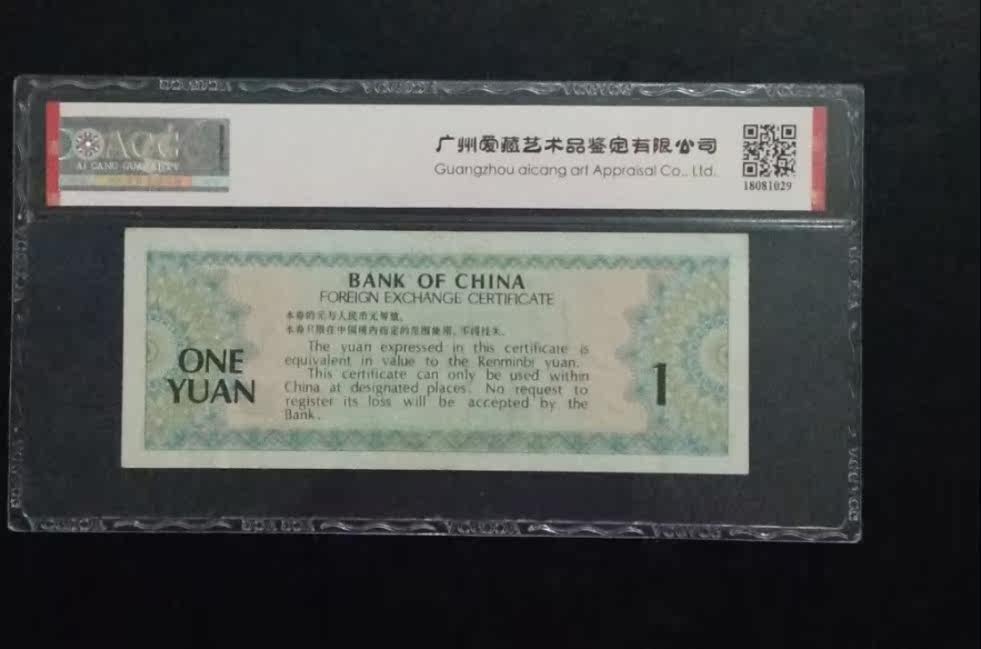 ACG
AI CANG GUARANTY
广州爱藏艺术品鉴定有限公司
Guangzhou aicang art Appraisal Co., Ltd.
18081029
BANK OF CHINA
FOREIGN EXCHANGE CERTIFICATE
本券的元与人民币元等值。
本券只限在中国境内指定的范围使用，不得挂失。
The yuan expressed in this certificate is
equivalent in value to the Renminbi yuan.
This certificate can only be used within
China at designated places. No request to
register its loss will be accepted by the
Bank.
ONE
YUAN
1